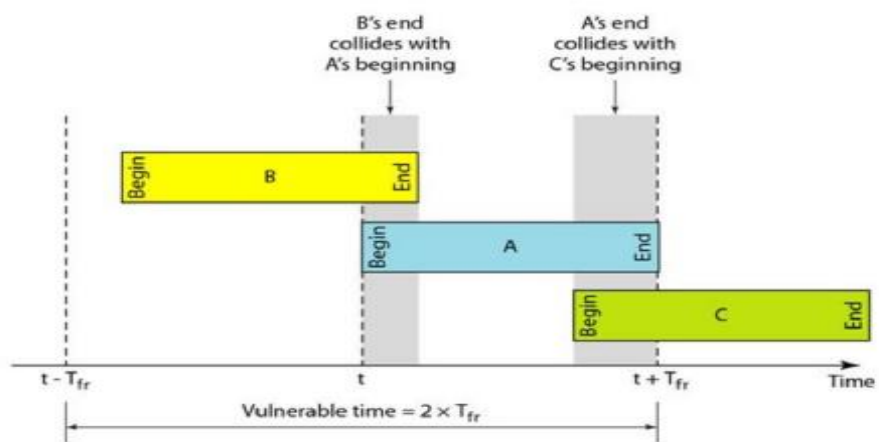 B's end
collides with
A's beginning
A's end
collides with
C's beginning
Begin
B
End
Begin
A
End
Begin
C
End
t - Tfr
t
t + Tfr
Time
Vulnerable time = 2 × Tfr